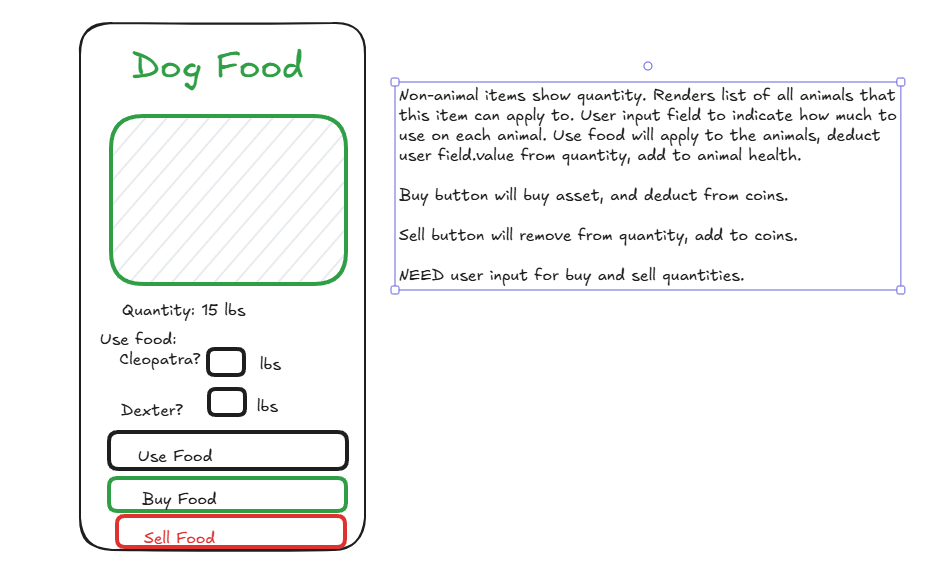 Dog Food
Non-animal items show quantity. Renders list of all animals that
this item can apply to. User input field to indicate how much to
use on each animal. Use food will apply to the animals, deduct
user field.value from quantity, add to animal health.
Buy button will buy asset, and deduct from coins.
Sell button will remove from quantity, add to coins.
NEED user input for buy and sell quantities.
Quantity: 15 lbs
Use food:
Cleopatra? lbs
Dexter? lbs
Use Food
Buy Food
Sell Food